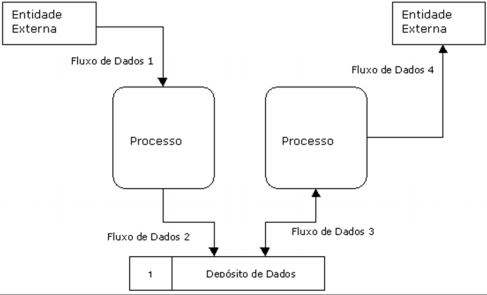 Entidade
Externa
Entidade
Externa
Fluxo de Dados 1
Fluxo de Dados 4
Processo
Processo
Fluxo de Dados 2
Fluxo de Dados 3
1
Depósito de Dados